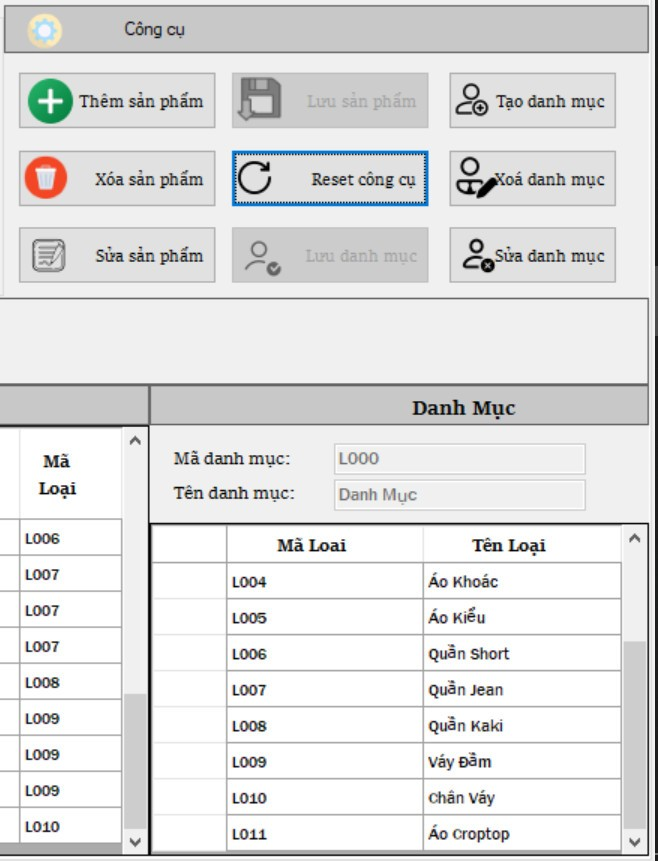 Công cụ
Thêm sản phẩm
Lưu sản phẩm
Tạo danh mục
Xóa sản phẩm
Reset công cụ
Xoá danh mục
Sửa sản phẩm
Lưu danh mục
Sửa danh mục
Danh Mục
Mã danh mục:
L000
Tên danh mục:
Danh Mục
Mã
Loại
L006
L007
L007
L007
L008
L009
L009
L009
L010
Mã Loai
Tên Loại
L004
Áo Khoác
L005
Áo Kiểu
L006
Quần Short
L007
Quần Jean
L008
Quần Kaki
L009
Váy Đầm
L010
Chân Váy
L011
Áo Croptop